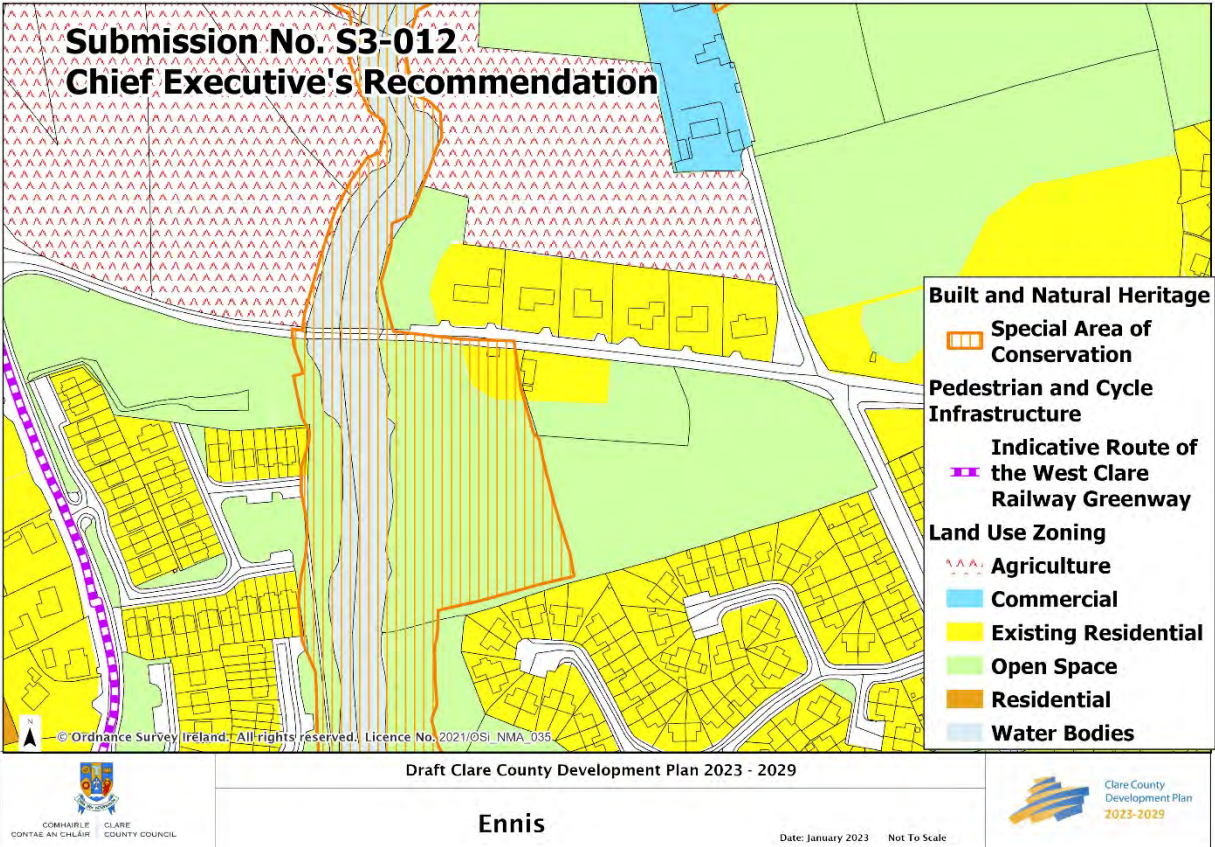 Submission No. S3-012
Chief Executive's Recommendation
Built and Natural Heritage
Special Area of
Conservation
Pedestrian and Cycle
Infrastructure
Indicative Route of
the West Clare
Railway Greenway
Land Use Zoning
Agriculture
Commercial
Existing Residential
Open Space
Residential
Water Bodies
N
© Ordnance Survey Ireland. All rights reserved. Licence No. 2021/OSi_NMA_035
COMHAIRLE
CONTAE AN CHLÁIR
CLARE
COUNTY COUNCIL
Draft Clare County Development Plan 2023 - 2029
Ennis
Date: January 2023 Not To Scale
Clare County
Development Plan
2023-2029